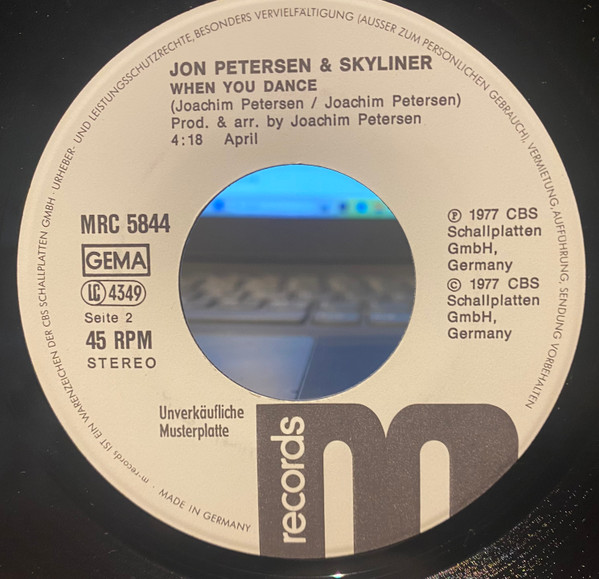 JON PETERSEN & SKYLINER
WHEN YOU DANCE
(Joachim Petersen / Joachim Petersen)
Prod. & arr. by Joachim Petersen
4:18 April
MRC 5844
GEMA
LC 4349
Seite 2
45 RPM
STEREO
℗ 1977 CBS
Schallplatten
GmbH,
Germany
© 1977 CBS
Schallplatten
GmbH,
Germany
Unverkäufliche
Musterplatte
records
m
MADE IN GERMANY
· m-records IST EIN WARENZEICHEN DER CBS SCHALLPLATTEN GMBH · URHEBER- UND LEISTUNGSSCHUTZRECHTE, BESONDERS VERVIELFÄLTIGUNG (AUSSER ZUM PERSÖNLICHEN GEBRAUCH), VERMIETUNG, AUFFÜHRUNG, SENDUNG VORBEHALTEN